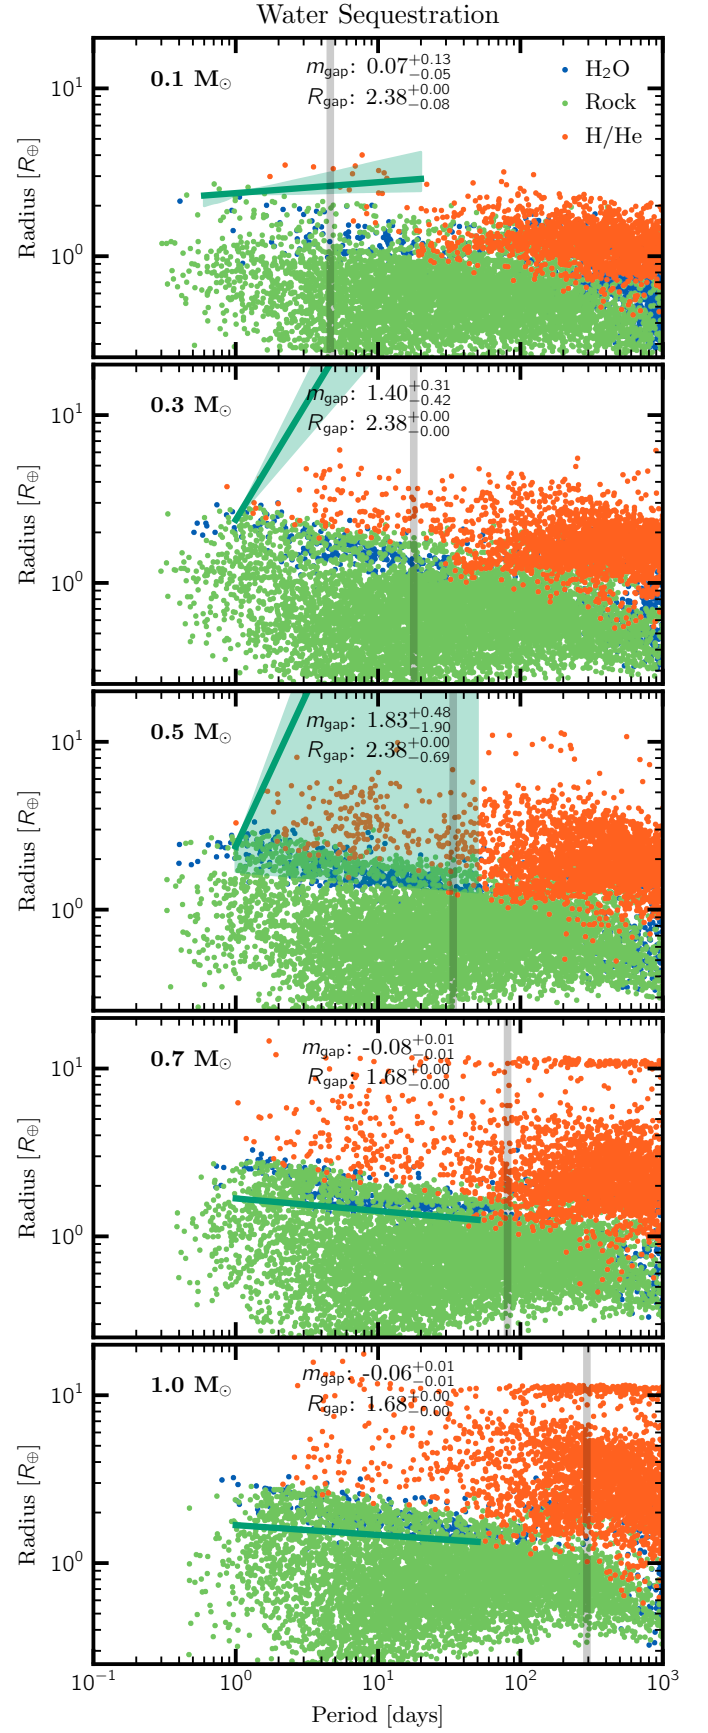 Water Sequestration
0.1 M☉
m_gap: 0.07^{+0.13}_{-0.05}
R_gap: 2.38^{+0.00}_{-0.08}
H₂O
Rock
H/He
10¹
10⁰
Radius [R⊕]
0.3 M☉
m_gap: 1.40^{+0.31}_{-0.42}
R_gap: 2.38^{+0.00}_{-0.00}
10¹
10⁰
Radius [R⊕]
0.5 M☉
m_gap: 1.83^{+0.48}_{-1.90}
R_gap: 2.38^{+0.00}_{-0.69}
10¹
10⁰
Radius [R⊕]
0.7 M☉
m_gap: -0.08^{+0.01}_{-0.01}
R_gap: 1.68^{+0.00}_{-0.00}
10¹
10⁰
Radius [R⊕]
1.0 M☉
m_gap: -0.06^{+0.01}_{-0.01}
R_gap: 1.68^{+0.00}_{-0.00}
10¹
10⁰
Radius [R⊕]
10⁻¹ 10⁰ 10¹ 10² 10³
Period [days]